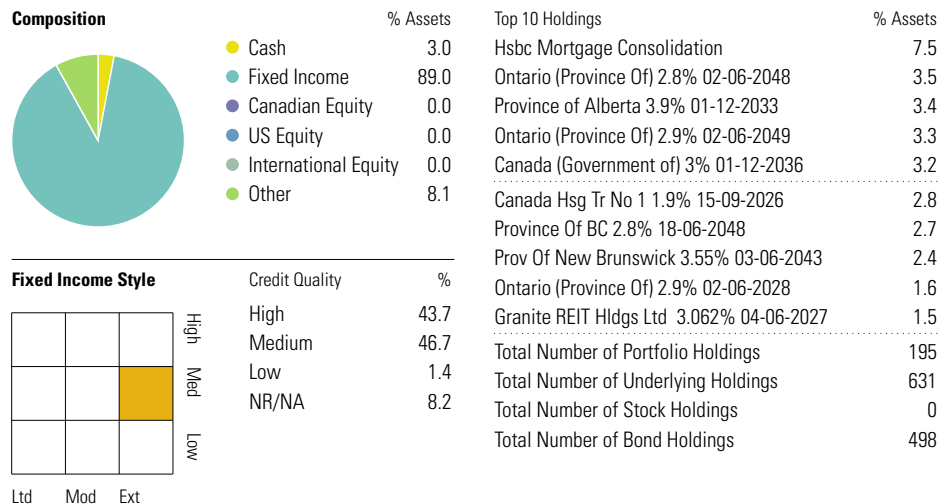 Composition % Assets
Cash 3.0
Fixed Income 89.0
Canadian Equity 0.0
US Equity 0.0
International Equity 0.0
Other 8.1
Fixed Income Style
High
Med
Low
Ltd Mod Ext
Credit Quality %
High 43.7
Medium 46.7
Low 1.4
NR/NA 8.2
Top 10 Holdings % Assets
Hsbc Mortgage Consolidation 7.5
Ontario (Province Of) 2.8% 02-06-2048 3.5
Province of Alberta 3.9% 01-12-2033 3.4
Ontario (Province Of) 2.9% 02-06-2049 3.3
Canada (Government of) 3% 01-12-2036 3.2
Canada Hsg Tr No 1 1.9% 15-09-2026 2.8
Province Of BC 2.8% 18-06-2048 2.7
Prov Of New Brunswick 3.55% 03-06-2043 2.4
Ontario (Province Of) 2.9% 02-06-2028 1.6
Granite REIT Hldgs Ltd 3.062% 04-06-2027 1.5
Total Number of Portfolio Holdings 195
Total Number of Underlying Holdings 631
Total Number of Stock Holdings 0
Total Number of Bond Holdings 498